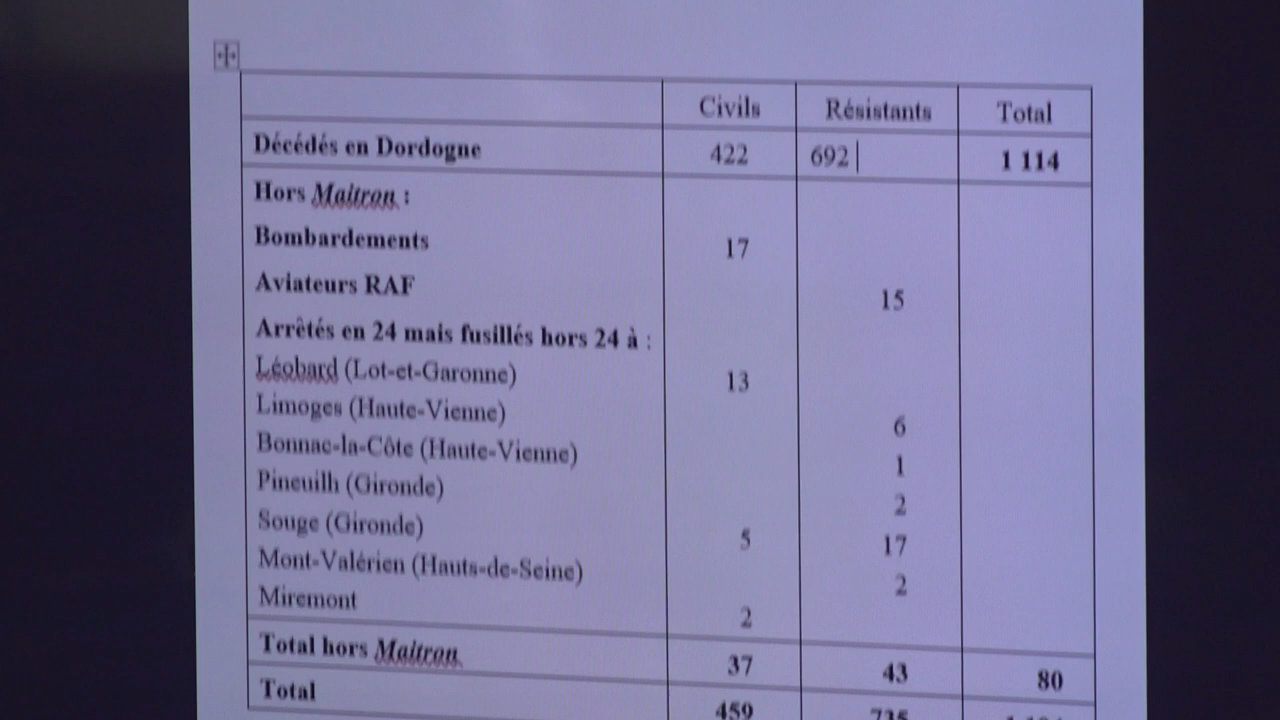 Civils Résistants Total
Décédés en Dordogne 422 692 1 114
Hors Maitron :
Bombardements 17
Aviateurs RAF 15
Arrêtés en 24 mais fusillés hors 24 à :
Léobard (Lot-et-Garonne) 13
Limoges (Haute-Vienne) 6
Bonnac-la-Côte (Haute-Vienne) 1
Pineuilh (Gironde) 2
Souge (Gironde) 5 17
Mont-Valérien (Hauts-de-Seine) 2
Miremont 2
Total hors Maitron 37 43 80
Total 459 735